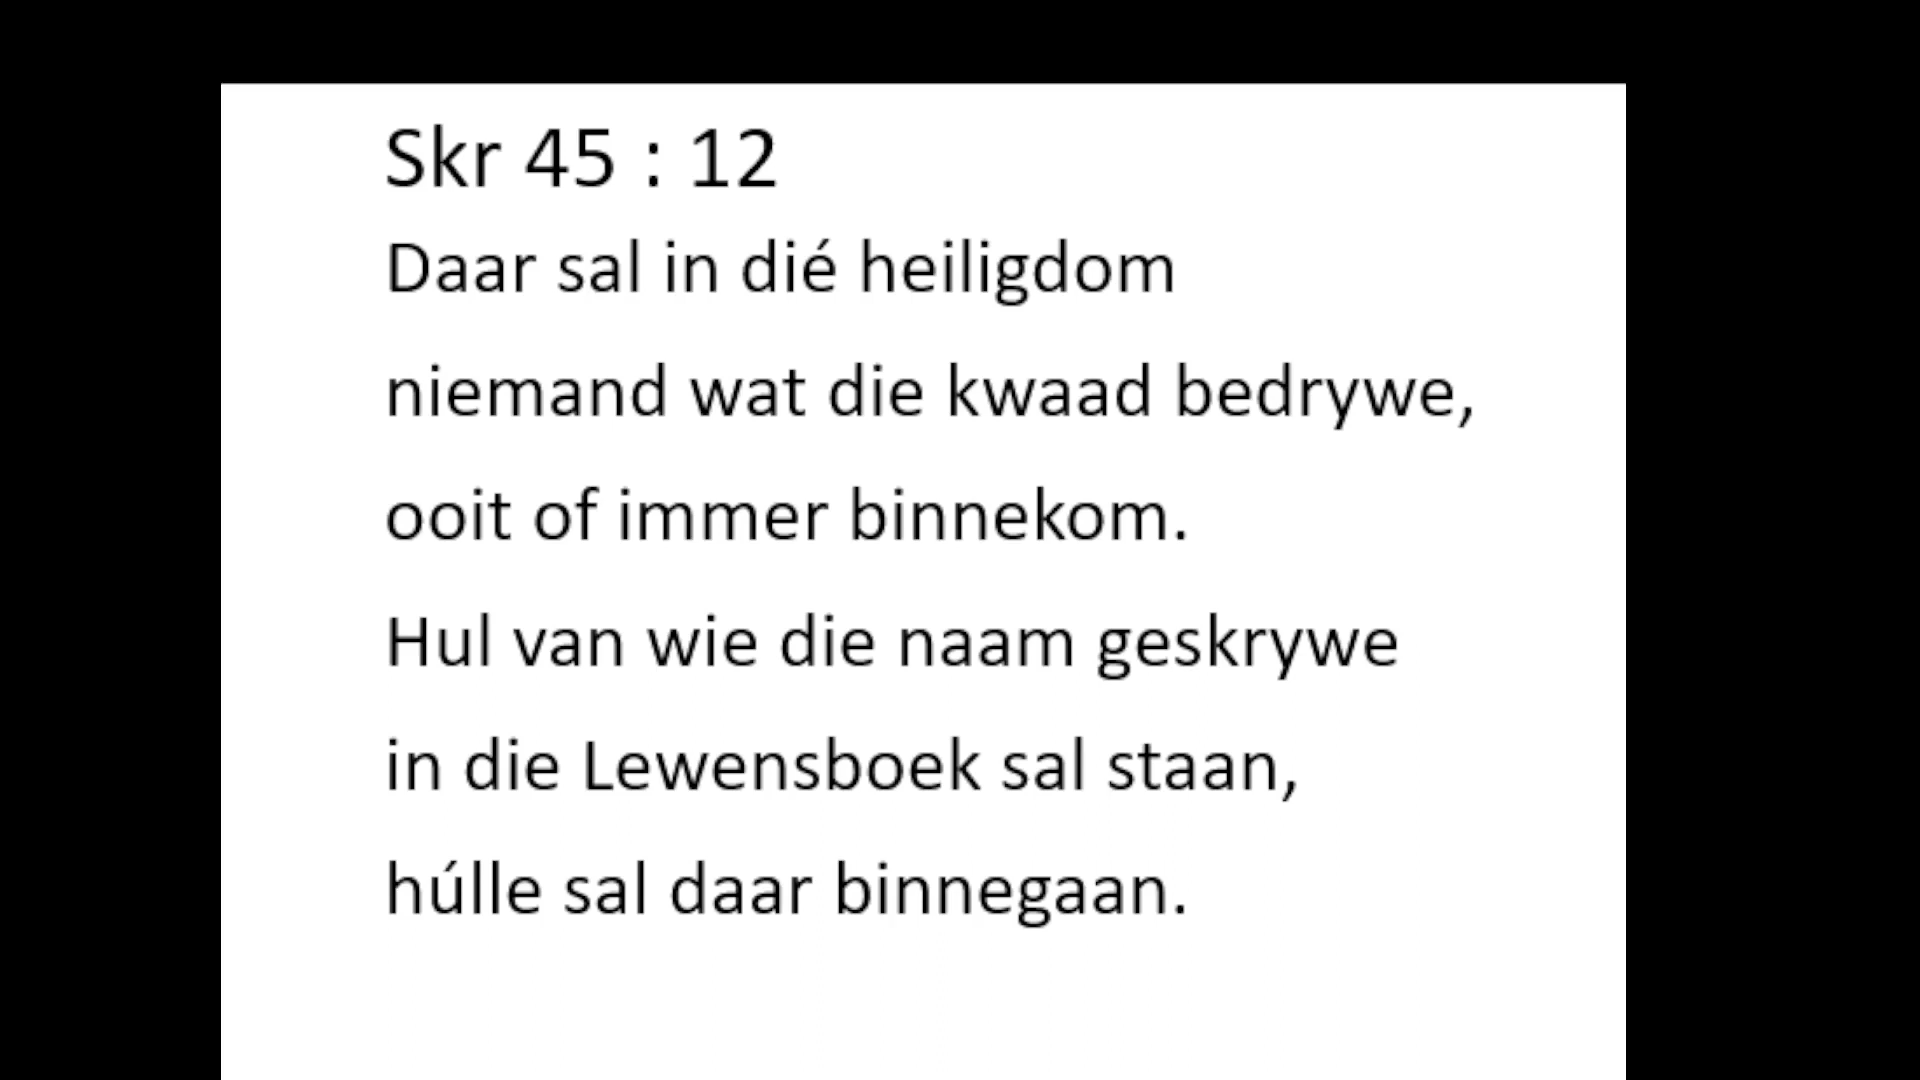 Skr 45 : 12
Daar sal in dié heiligdom
niemand wat die kwaad bedrywe,
ooit of immer binnekom.
Hul van wie die naam geskrywe
in die Lewensboek sal staan,
húlle sal daar binnegaan.